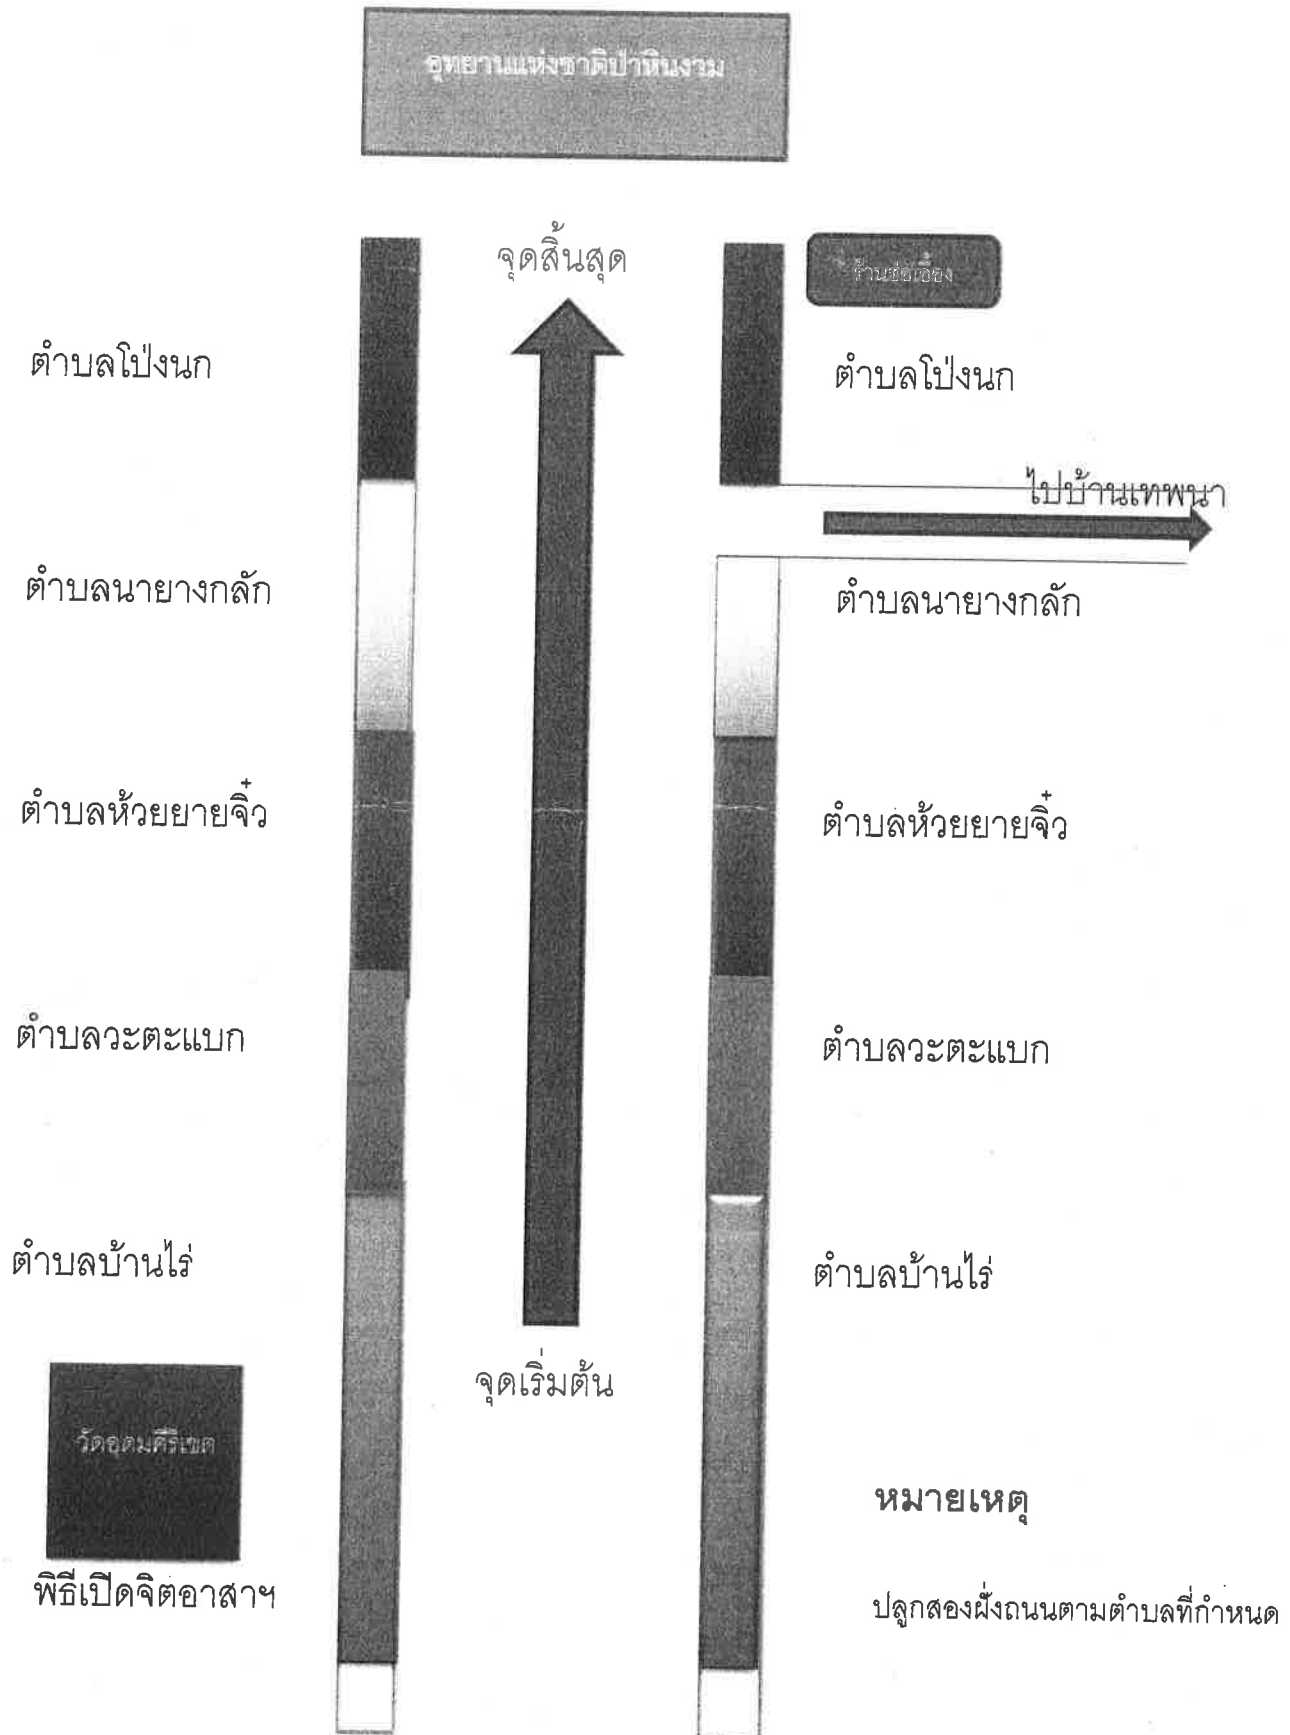 อุทยานแห่งชาติป่าหินงาม
จุดสิ้นสุด
ร้านช่อเอื้อง
ตำบลโป่งนก
ตำบลโป่งนก
ไปบ้านเทพนา
ตำบลนายางกลัก
ตำบลนายางกลัก
ตำบลห้วยยายจิ๋ว
ตำบลห้วยยายจิ๋ว
ตำบลวะตะแบก
ตำบลวะตะแบก
ตำบลบ้านไร่
ตำบลบ้านไร่
จุดเริ่มต้น
วัดอุดมคีรีเขต
พิธีเปิดจิตอาสาฯ
หมายเหตุ
ปลูกสองฝั่งถนนตามตำบลที่กำหนด